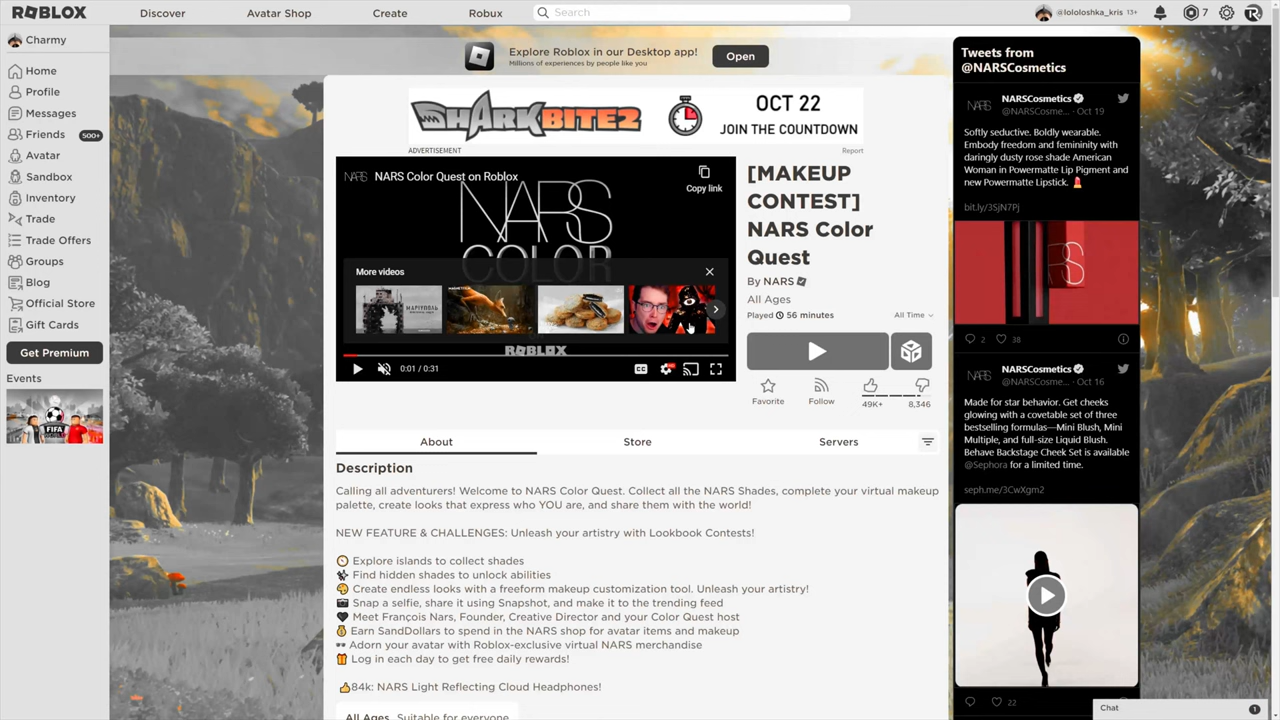 ROBLOX
Discover
Avatar Shop
Create
Robux
Search
@lololoshka_kris 13+
7
Charmy
Home
Profile
Messages
Friends
500+
Avatar
Sandbox
Inventory
Trade
Trade Offers
Groups
Blog
Official Store
Gift Cards
Get Premium
Events
FIFA
Explore Roblox in our Desktop app!
Millions of experiences by people like you
Open
SHARKBITE2
OCT 22
JOIN THE COUNTDOWN
ADVERTISEMENT
Report
NARS
NARS Color Quest on Roblox
Copy link
NARS
COLOR
More videos
ROBLOX
0:01 / 0:31
CC
[MAKEUP
CONTEST]
NARS Color
Quest
By NARS
All Ages
Played 56 minutes
All Time
Favorite
Follow
49K+
8,346
About
Store
Servers
Description
Calling all adventurers! Welcome to NARS Color Quest. Collect all the NARS Shades, complete your virtual makeup
palette, create looks that express who YOU are, and share them with the world!
NEW FEATURE & CHALLENGES: Unleash your artistry with Lookbook Contests!
🧭 Explore islands to collect shades
✨ Find hidden shades to unlock abilities
🎨 Create endless looks with a freeform makeup customization tool. Unleash your artistry!
📷 Snap a selfie, share it using Snapshot, and make it to the trending feed
🖤 Meet François Nars, Founder, Creative Director and your Color Quest host
💰 Earn SandDollars to spend in the NARS shop for avatar items and makeup
🕶 Adorn your avatar with Roblox-exclusive virtual NARS merchandise
🎁 Log in each day to get free daily rewards!
👍84k: NARS Light Reflecting Cloud Headphones!
All Ages Suitable for everyone
Tweets from
@NARSCosmetics
NARS
NARSCosmetics
@NARSCosme... · Oct 19
Softly seductive. Boldly wearable.
Embody freedom and femininity with
daringly dusty rose shade American
Woman in Powermatte Lip Pigment and
new Powermatte Lipstick. 💄
bit.ly/3SjN7Pj
2
38
NARS
NARSCosmetics
@NARSCosme... · Oct 16
Made for star behavior. Get cheeks
glowing with a covetable set of three
bestselling formulas—Mini Blush, Mini
Multiple, and full-size Liquid Blush.
Behave Backstage Cheek Set is available
@Sephora for a limited time.
seph.me/3CwXgm2
22
Chat
1